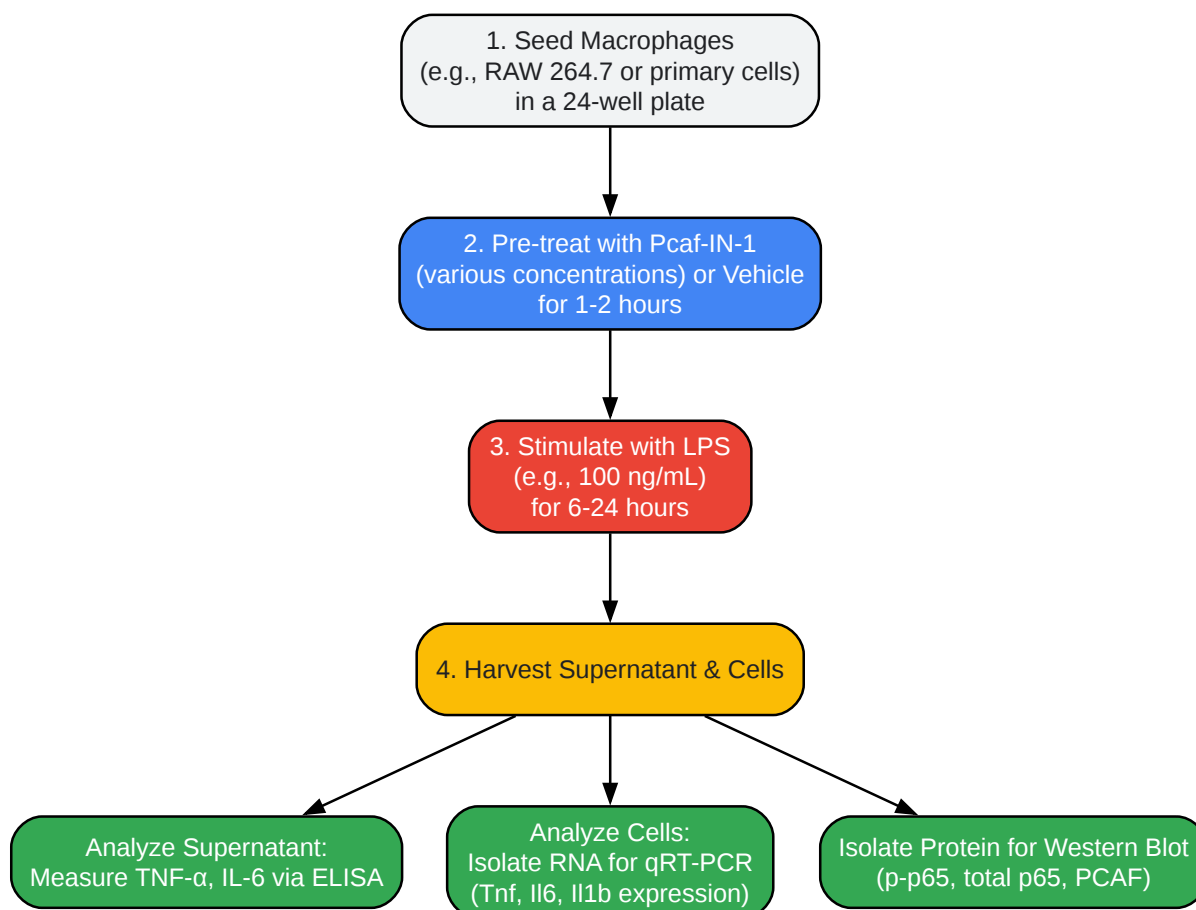 1. Seed Macrophages
(e.g., RAW 264.7 or primary cells)
in a 24-well plate
2. Pre-treat with Pcaf-IN-1
(various concentrations) or Vehicle
for 1-2 hours
3. Stimulate with LPS
(e.g., 100 ng/mL)
for 6-24 hours
4. Harvest Supernatant & Cells
Analyze Supernatant:
Measure TNF-α, IL-6 via ELISA
Analyze Cells:
Isolate RNA for qRT-PCR
(Tnf, Il6, Il1b expression)
Isolate Protein for Western Blot
(p-p65, total p65, PCAF)